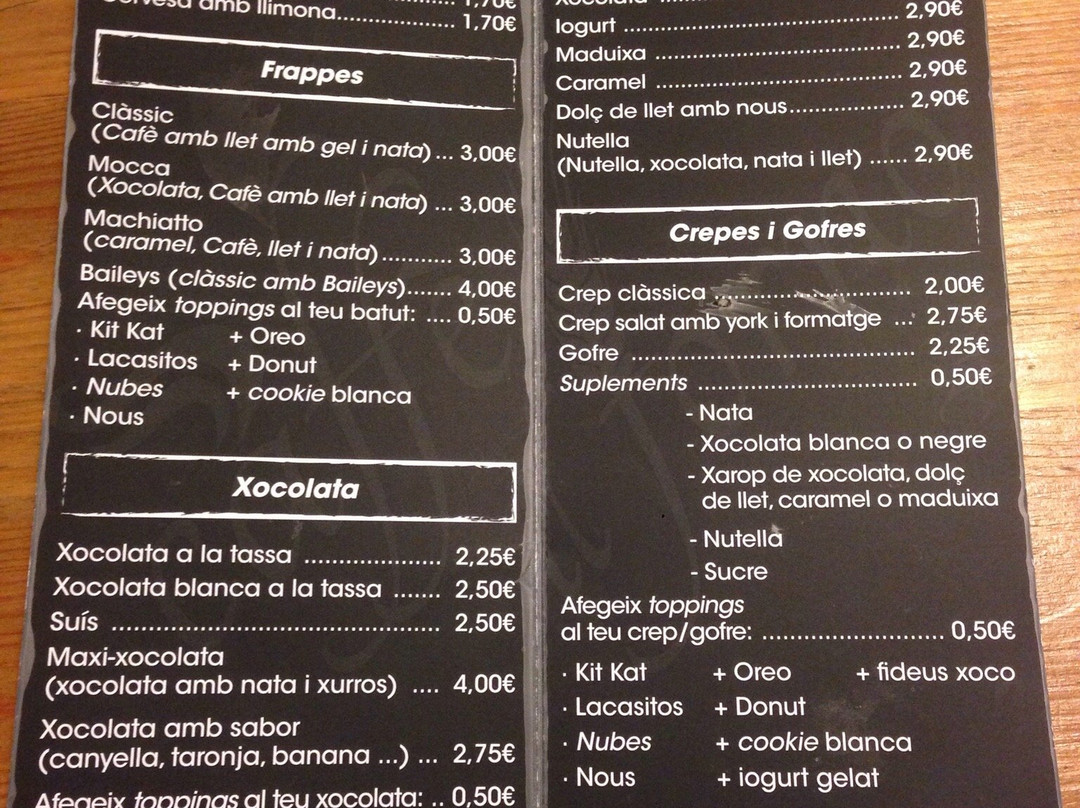 Cervesa amb llimona.................... 1,70€
1,70€
Frappes
Clàssic
(Cafè amb llet amb gel i nata)... 3,00€
Mocca
(Xocolata, Cafè amb llet i nata) ... 3,00€
Machiatto
(caramel, Cafè, llet i nata)........... 3,00€
Baileys (clàssic amb Baileys)....... 4,00€
Afegeix toppings al teu batut: .... 0,50€
· Kit Kat + Oreo
· Lacasitos + Donut
· Nubes + cookie blanca
· Nous
Xocolata
Xocolata a la tassa .................... 2,25€
Xocolata blanca a la tassa ....... 2,50€
Suís ................................................ 2,50€
Maxi-xocolata
(xocolata amb nata i xurros) .... 4,00€
Xocolata amb sabor
(canyella, taronja, banana ...) ... 2,75€
Afegeix toppings al teu xocolata: .. 0,50€
Xocolata ................................... 2,90€
Iogurt ........................................ 2,90€
Maduixa ................................... 2,90€
Caramel ................................... 2,90€
Dolç de llet amb nous................ 2,90€
Nutella
(Nutella, xocolata, nata i llet) ...... 2,90€
Crepes i Gofres
Crep clàssica ............................ 2,00€
Crep salat amb york i formatge ... 2,75€
Gofre ......................................... 2,25€
Suplements ................................ 0,50€
- Nata
- Xocolata blanca o negre
- Xarop de xocolata, dolç
de llet, caramel o maduixa
- Nutella
- Sucre
Afegeix toppings
al teu crep/gofre: .......................... 0,50€
· Kit Kat + Oreo + fideus xoco
· Lacasitos + Donut
· Nubes + cookie blanca
· Nous + iogurt gelat